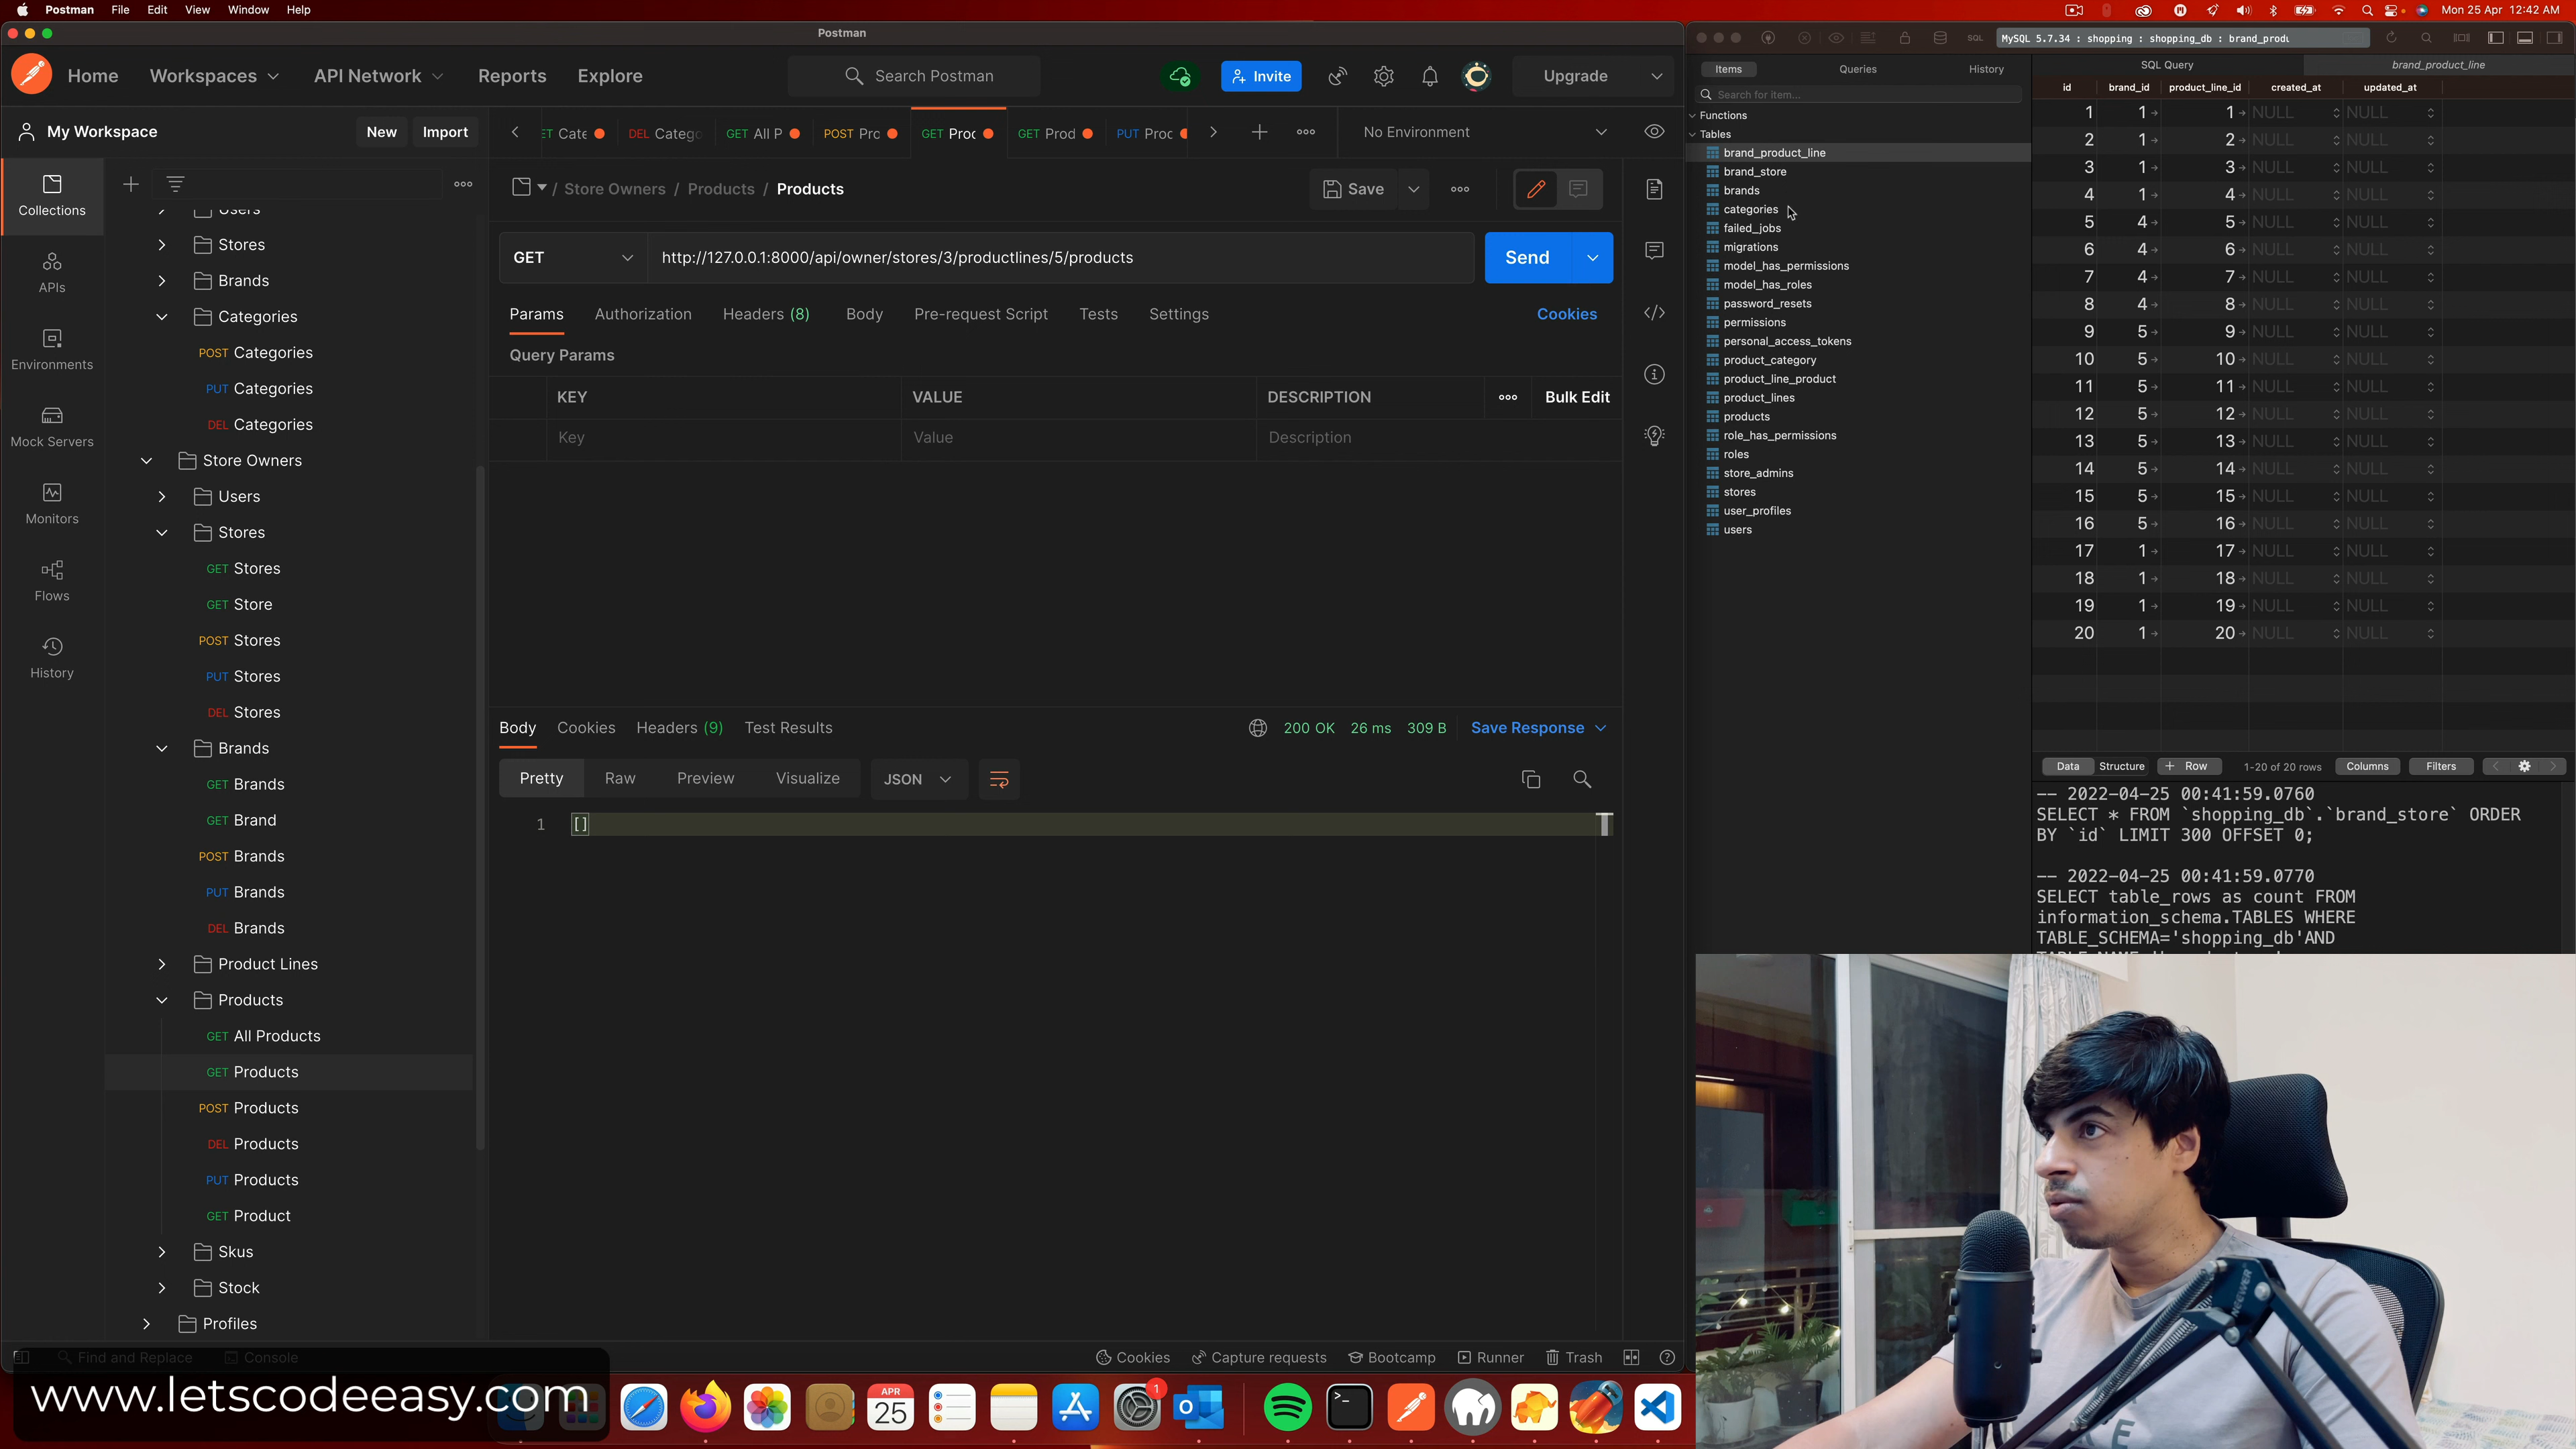 Postman File Edit View Window Help
Mon 25 Apr 12:42 AM
Postman
Home Workspaces API Network Reports Explore
Search Postman
Invite
Upgrade
My Workspace
New Import
DEL
GET All P
POST
GET
GET Prod
PUT
No Environment
Collections
APIs
Environments
Mock Servers
Monitors
Flows
History
Stores
Brands
Categories
POST Categories
PUT Categories
DEL Categories
Store Owners
Users
Stores
GET Stores
GET Store
POST Stores
PUT Stores
DEL Stores
Brands
GET Brands
GET Brand
POST Brands
PUT Brands
DEL Brands
Product Lines
Products
GET All Products
GET Products
POST Products
DEL Products
PUT Products
GET Product
Skus
Stock
Profiles
/ Store Owners / Products / Products
Save
GET http://127.0.0.1:8000/api/owner/stores/3/productlines/5/products
Send
Params Authorization Headers (8) Body Pre-request Script Tests Settings Cookies
Query Params
KEY VALUE DESCRIPTION Bulk Edit
Key Value Description
Body Cookies Headers (9) Test Results
200 OK 26 ms 309 B Save Response
Pretty Raw Preview Visualize JSON
1 []
Find and Replace Console
Cookies Capture requests Bootcamp Runner Trash
www.letscodeeasy.com
APR
25
1
SQL
MySQL 5.7.34 : shopping : shopping_db : brand_produ
Items Queries History
Search for item...
Functions
Tables
brand_product_line
brand_store
brands
categories
failed_jobs
migrations
model_has_permissions
model_has_roles
password_resets
permissions
personal_access_tokens
product_category
product_line_product
product_lines
products
role_has_permissions
roles
store_admins
stores
user_profiles
users
SQL Query brand_product_line
id brand_id product_line_id created_at updated_at
1 1 1 NULL NULL
2 1 2 NULL NULL
3 1 3 NULL NULL
4 1 4 NULL NULL
5 4 5 NULL NULL
6 4 6 NULL NULL
7 4 7 NULL NULL
8 4 8 NULL NULL
9 5 9 NULL NULL
10 5 10 NULL NULL
11 5 11 NULL NULL
12 5 12 NULL NULL
13 5 13 NULL NULL
14 5 14 NULL NULL
15 5 15 NULL NULL
16 5 16 NULL NULL
17 1 17 NULL NULL
18 1 18 NULL NULL
19 1 19 NULL NULL
20 1 20 NULL NULL
Data Structure + Row 1-20 of 20 rows Columns Filters
-- 2022-04-25 00:41:59.0760
SELECT * FROM `shopping_db`.`brand_store` ORDER
BY `id` LIMIT 300 OFFSET 0;
-- 2022-04-25 00:41:59.0770
SELECT table_rows as count FROM
information_schema.TABLES WHERE
TABLE_SCHEMA='shopping_db'AND
NEEWER